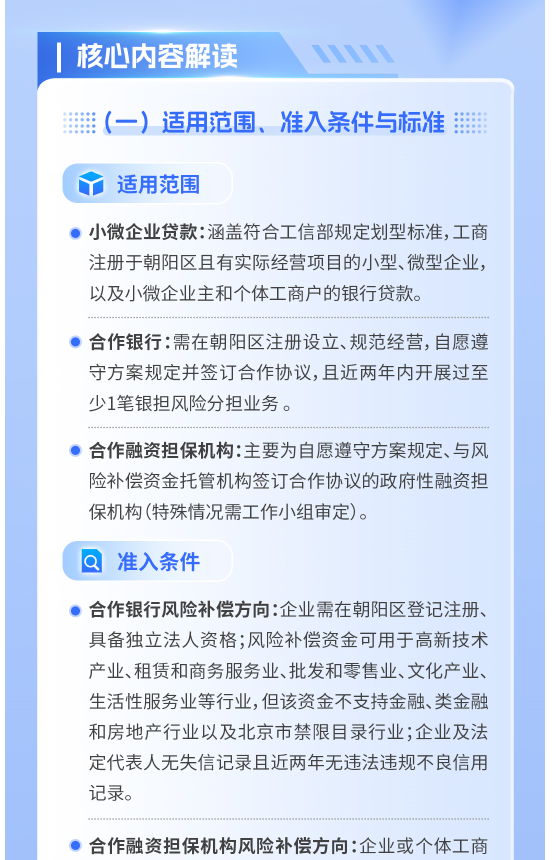 核心内容解读
（一）适用范围、准入条件与标准
适用范围
小微企业贷款：涵盖符合工信部规定划型标准，工商
注册于朝阳区且有实际经营项目的小型、微型企业，
以及小微企业主和个体工商户的银行贷款。
合作银行：需在朝阳区注册设立、规范经营，自愿遵
守方案规定并签订合作协议，且近两年内开展过至
少1笔银担风险分担业务。
合作融资担保机构：主要为自愿遵守方案规定、与风
险补偿资金托管机构签订合作协议的政府性融资担
保机构（特殊情况需工作小组审定）。
准入条件
合作银行风险补偿方向：企业需在朝阳区登记注册、
具备独立法人资格；风险补偿资金可用于高新技术
产业、租赁和商务服务业、批发和零售业、文化产业、
生活性服务业等行业，但该资金不支持金融、类金融
和房地产行业以及北京市禁限目录行业；企业及法
定代表人无失信记录且近两年无违法违规不良信用
记录。
合作融资担保机构风险补偿方向：企业或个体工商